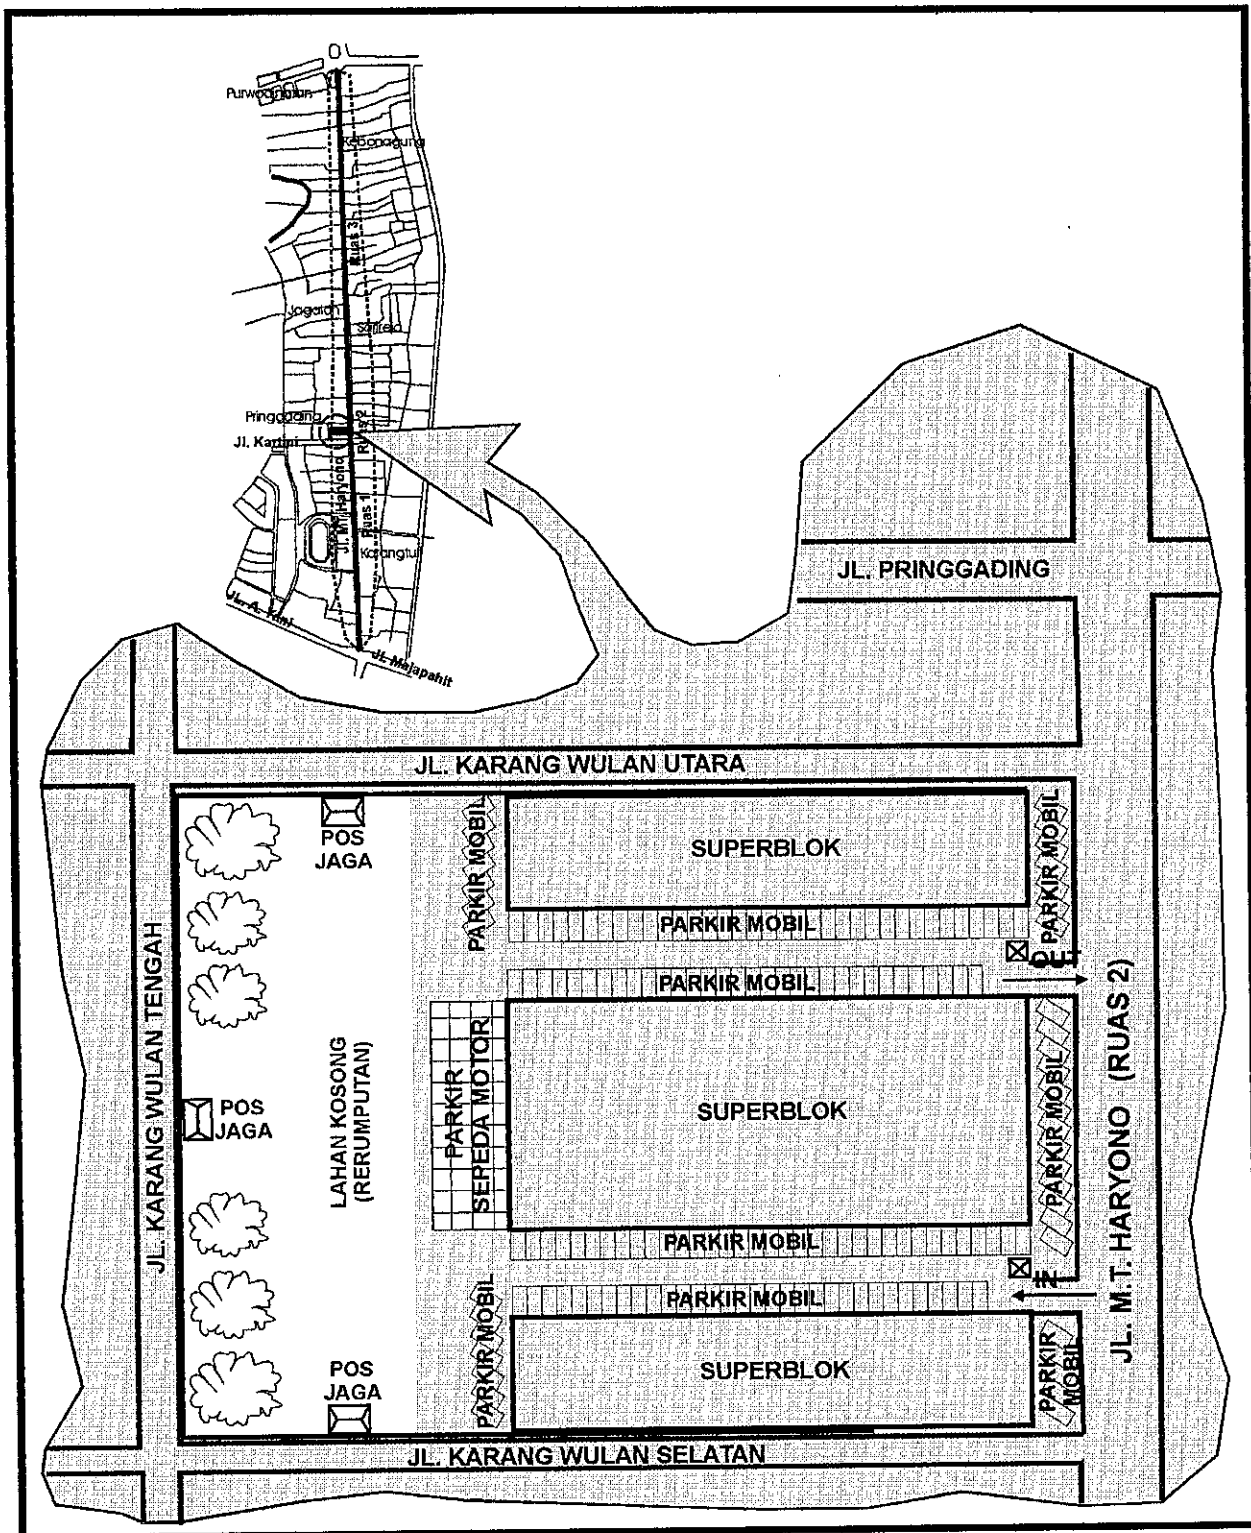 Kebonagung
Ruas 3
Jagalan
Pringgading
Ruas 2
Jl. Kartini
Jl. MT Haryono
Ruas 1
JL. A. Yani
JL. Majapahit
JL. PRINGGADING
JL. KARANG WULAN UTARA
POS
JAGA
PARKIR MOBIL
SUPERBLOK
PARKIR MOBIL
PARKIR MOBIL
OUT
PARKIR MOBIL
JL. KARANG WULAN TENGAH
POS
JAGA
LAHAN KOSONG
(RERUMPUTAN)
PARKIR
SEPEDA MOTOR
SUPERBLOK
PARKIR MOBIL
JL. M.T. HARYONO (RUAS 2)
PARKIR MOBIL
IN
PARKIR MOBIL
PARKIR MOBIL
SUPERBLOK
PARKIR
MOBIL
POS
JAGA
JL. KARANG WULAN SELATAN